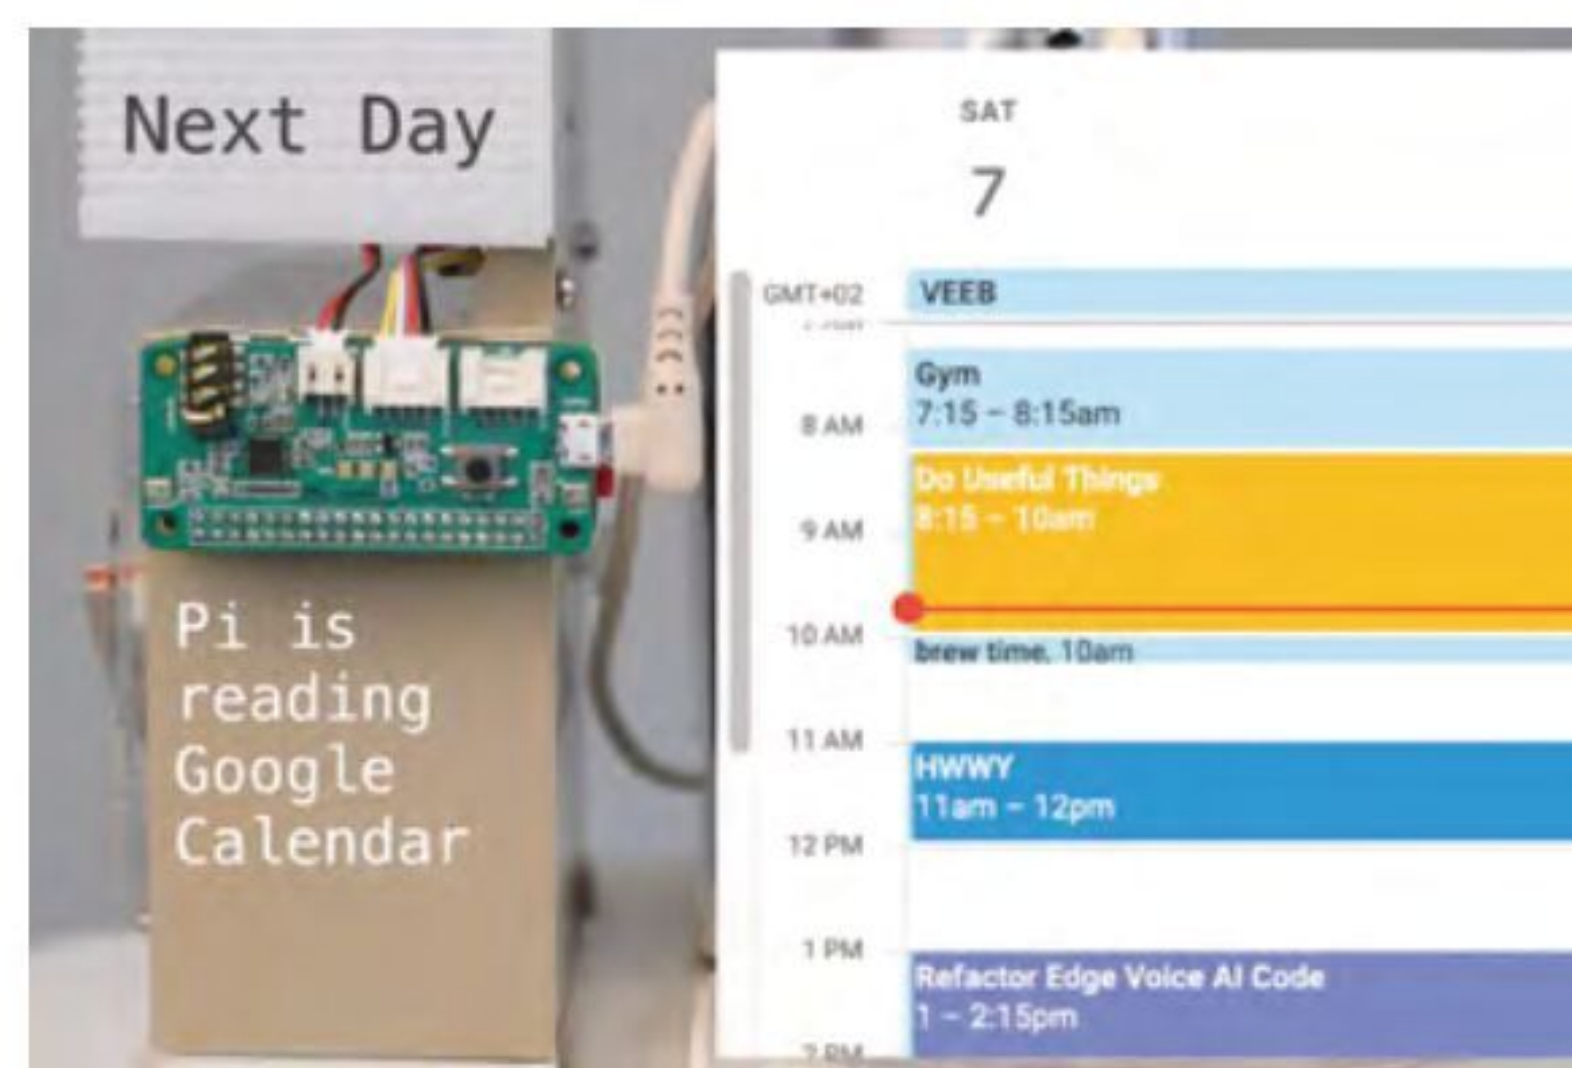 Next Day
Pi is
reading
Google
Calendar
SAT
7
GMT+02
VEEB
Gym
7:15 – 8:15am
8 AM
Do Useful Things
8:15 – 10am
9 AM
10 AM
brew time, 10am
11 AM
HWWY
11am – 12pm
12 PM
1 PM
Refactor Edge Voice AI Code
1 – 2:15pm
2 PM